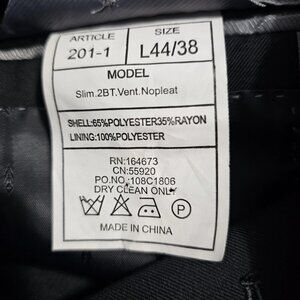 ARTICLE SIZE
201-1 L44/38
MODEL
Slim.2BT.Vent.Nopleat
SHELL:65%POLYESTER35%RAYON
LINING:100%POLYESTER
RN:164673
CN:55920
PO.NO.:108C1806
DRY CLEAN ONLY
P
MADE IN CHINA